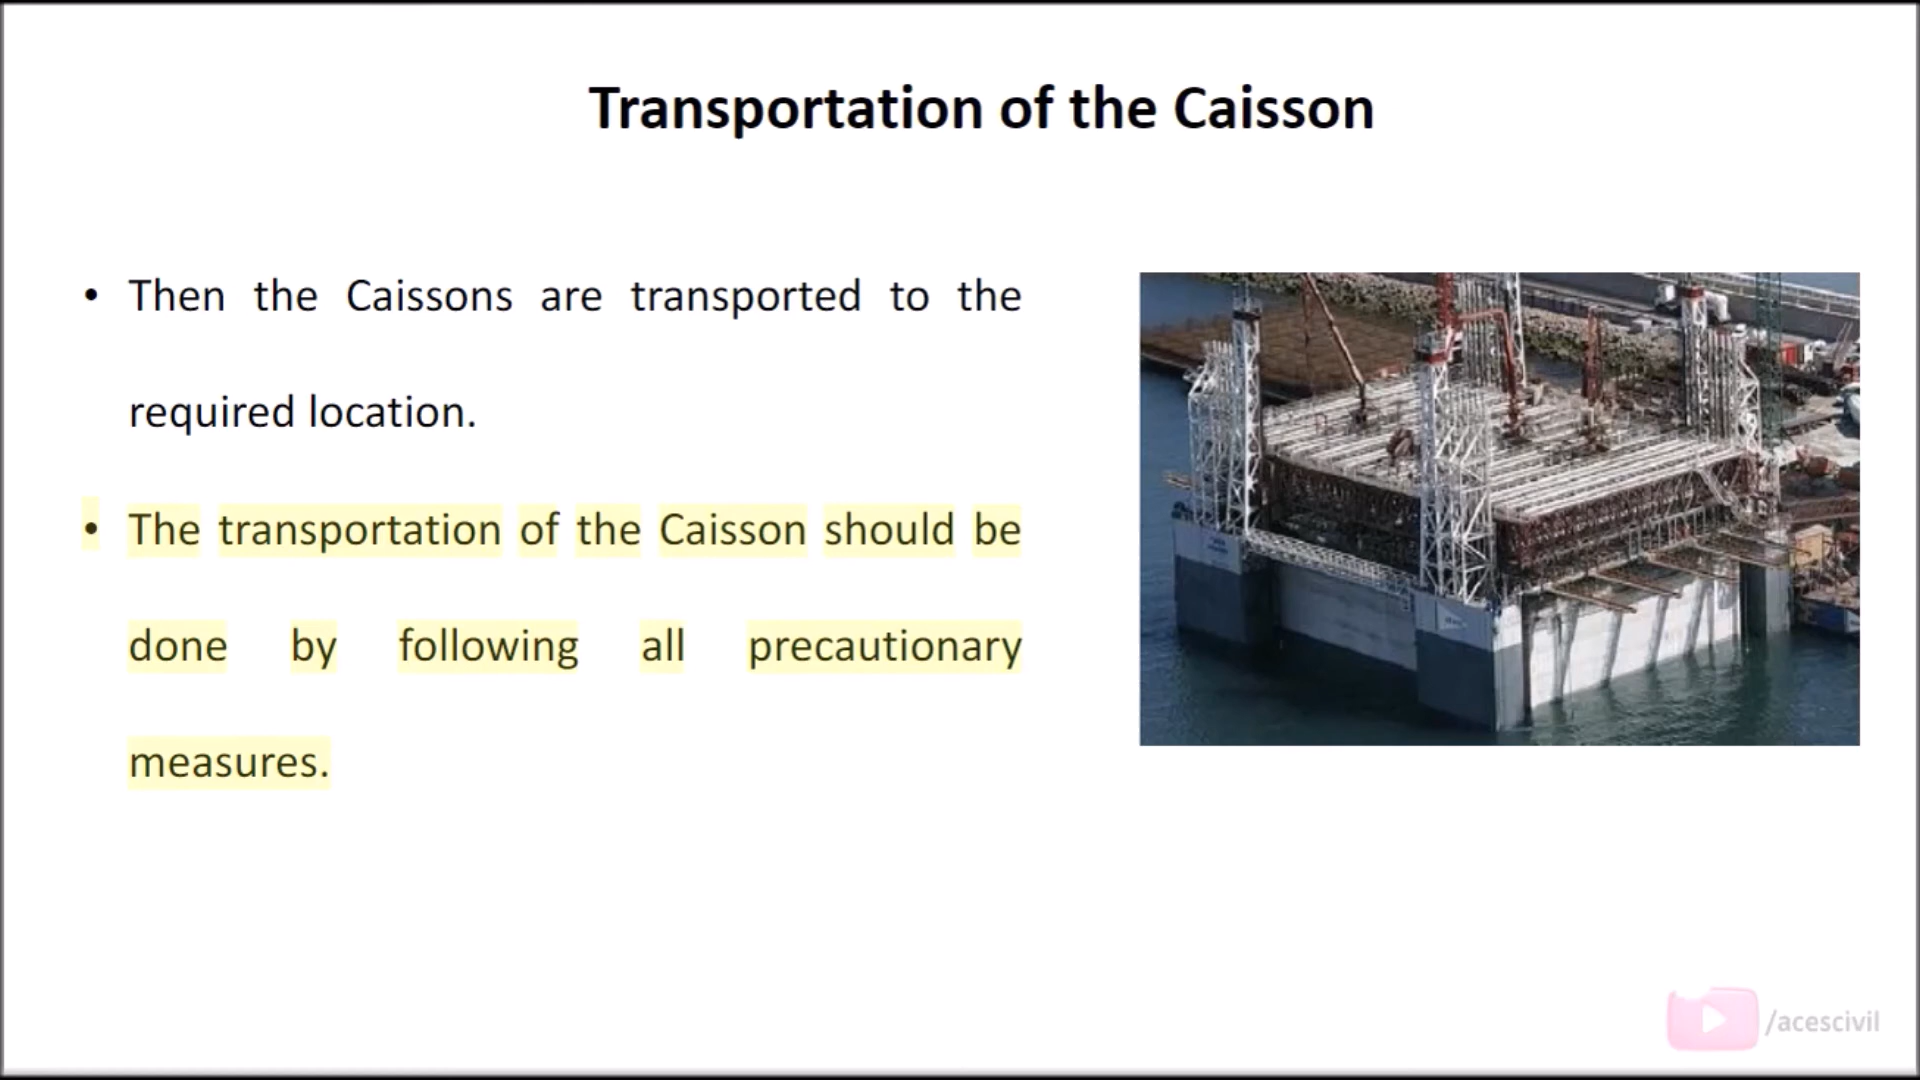 Transportation of the Caisson
• Then the Caissons are transported to the
required location.
• The transportation of the Caisson should be
done by following all precautionary
measures.
/acescivil